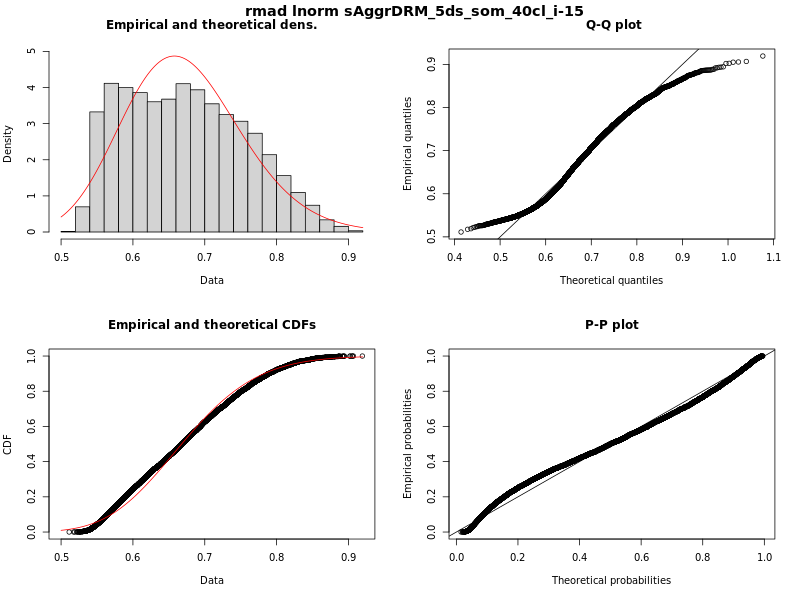 rmad lnorm sAggrDRM_5ds_som_40cl_i-15
Empirical and theoretical dens.
Density
0 1 2 3 4 5
0.5 0.6 0.7 0.8 0.9
Data
Q-Q plot
Empirical quantiles
0.5 0.6 0.7 0.8 0.9
0.4 0.5 0.6 0.7 0.8 0.9 1.0 1.1
Theoretical quantiles
Empirical and theoretical CDFs
CDF
0.0 0.2 0.4 0.6 0.8 1.0
0.5 0.6 0.7 0.8 0.9
Data
P-P plot
Empirical probabilities
0.0 0.2 0.4 0.6 0.8 1.0
0.0 0.2 0.4 0.6 0.8 1.0
Theoretical probabilities